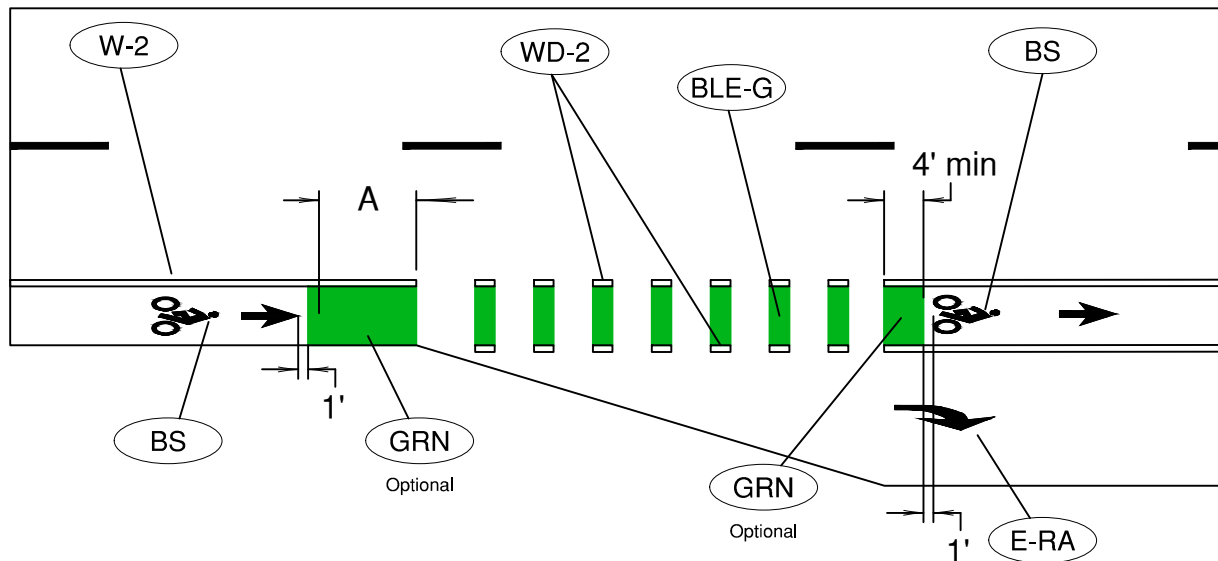 W-2
WD-2
BS
BLE-G
A
4' min
1'
BS
GRN
Optional
GRN
Optional
1'
E-RA